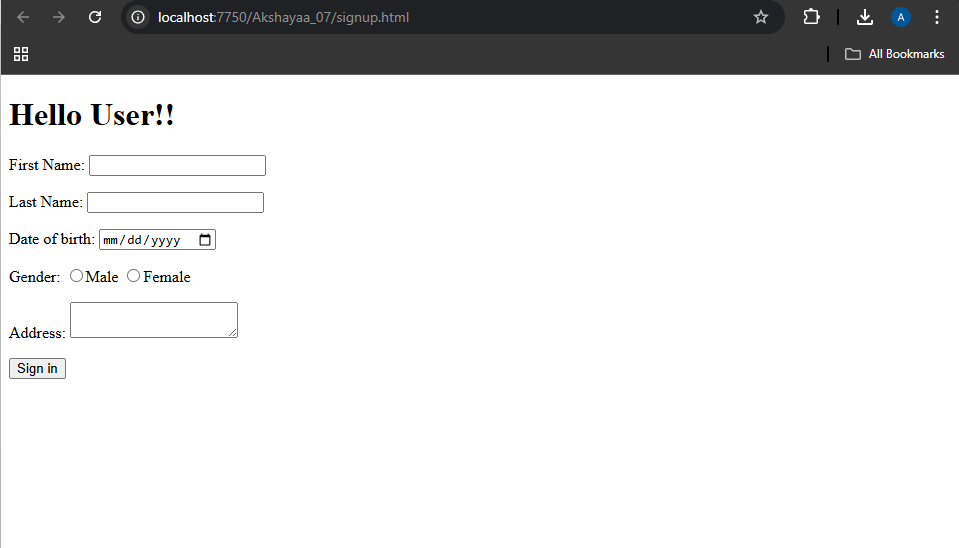 localhost:7750/Akshayaa_07/signup.html
A
All Bookmarks
Hello User!!
First Name:
Last Name:
Date of birth: mm/dd/yyyy
Gender: Male Female
Address:
Sign in